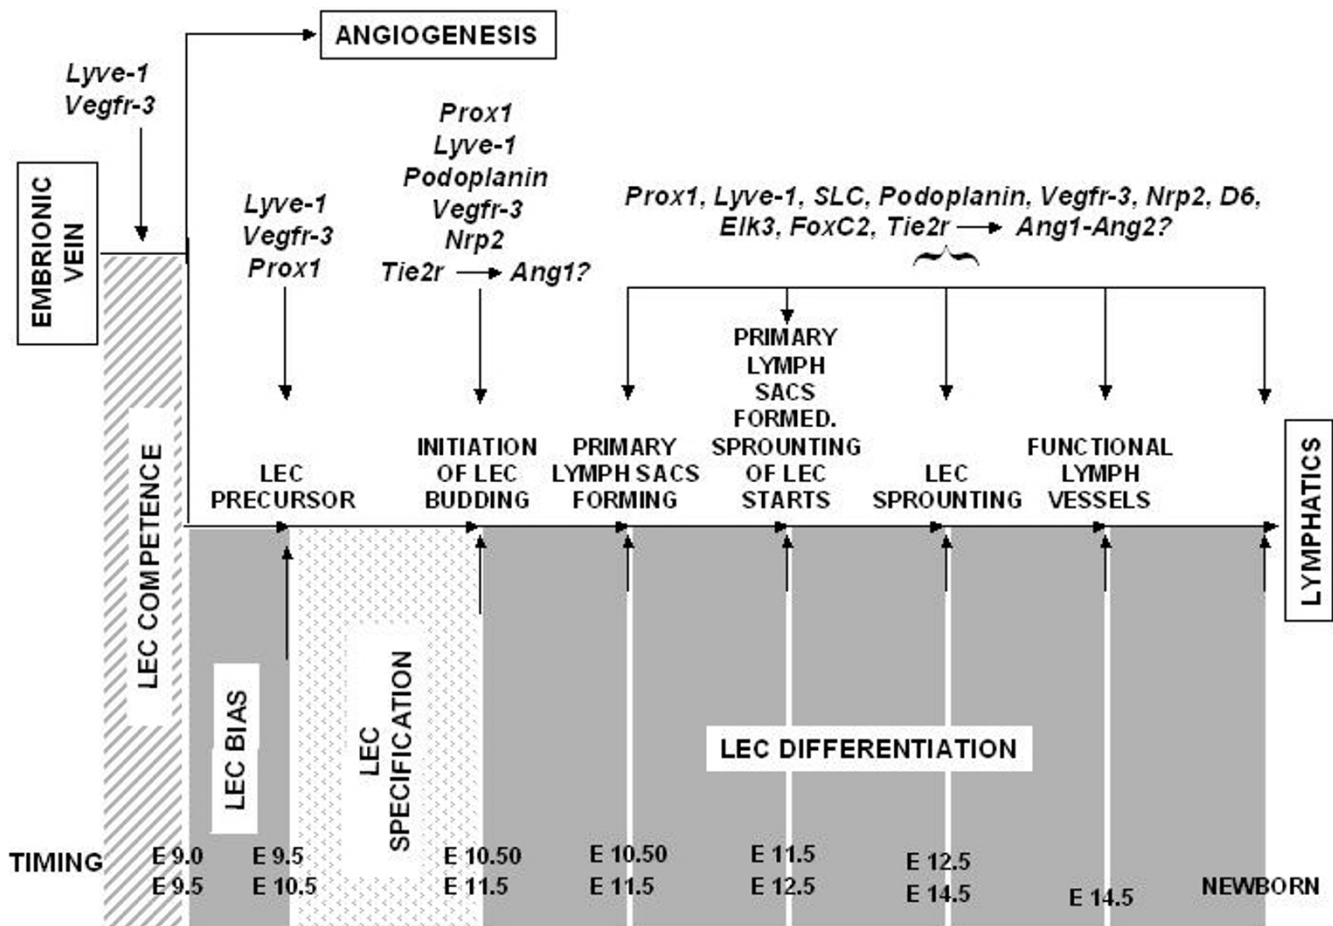 ANGIOGENESIS
Lyve-1
Vegfr-3
EMBRIONIC
VEIN
Lyve-1
Vegfr-3
Prox1
Prox1
Lyve-1
Podoplanin
Vegfr-3
Nrp2
Tie2r Ang1?
Prox1, Lyve-1, SLC, Podoplanin, Vegfr-3, Nrp2, D6,
Elk3, FoxC2, Tie2r Ang1-Ang2?
LEC
PRECURSOR
INITIATION
OF LEC
BUDDING
PRIMARY
LYMPH SACS
FORMING
PRIMARY
LYMPH
SACS
FORMED.
SPROUNTING
OF LEC
STARTS
LEC
SPROUNTING
FUNCTIONAL
LYMPH
VESSELS
LYMPHATICS
LEC COMPETENCE
LEC BIAS
LEC
SPECIFICATION
LEC DIFFERENTIATION
TIMING
E 9.0
E 9.5
E 9.5
E 10.5
E 10.50
E 11.5
E 10.50
E 11.5
E 11.5
E 12.5
E 12.5
E 14.5
E 14.5
NEWBORN